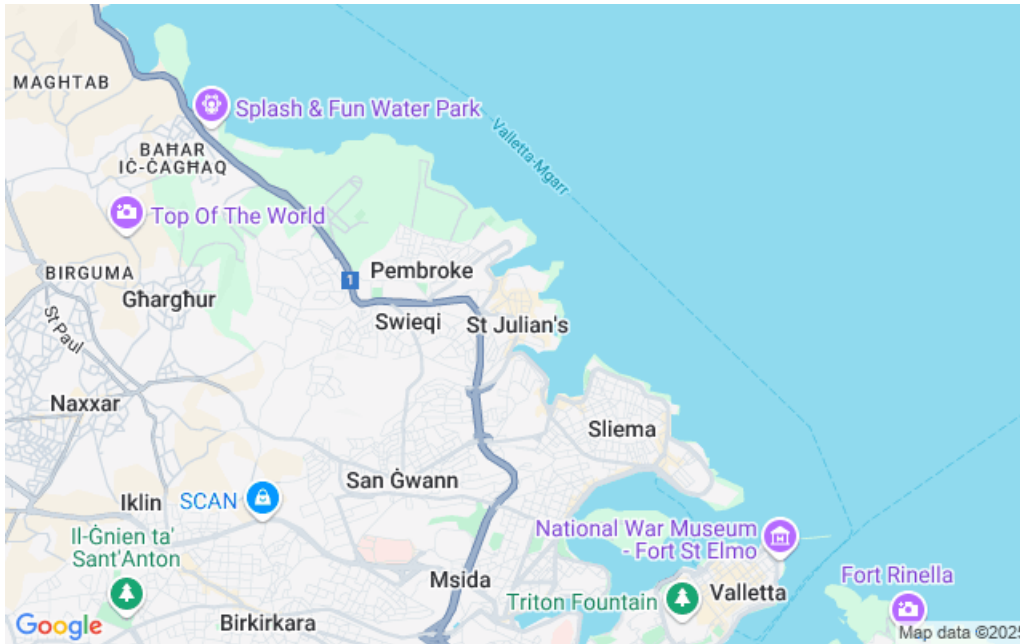 MAGHTAB
Splash & Fun Water Park
Valletta-Mgarr
BAĦAR
IĊ-ĊAGĦAQ
Top Of The World
BIRGUMA
Pembroke
1
Għargħur
St Paul
Swieqi
St Julian's
Naxxar
Sliema
San Ġwann
SCAN
Iklin
Il-Ġnien ta'
Sant'Anton
National War Museum
- Fort St Elmo
Msida
Fort Rinella
Triton Fountain
Valletta
Birkirkara
Google
Map data ©2025